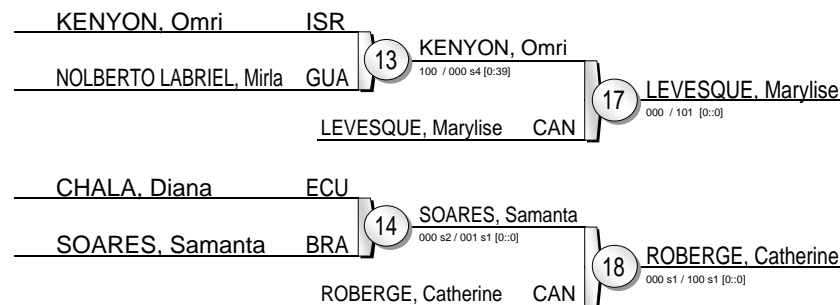 KENYON, Omri ISR
13
KENYON, Omri
100 / 000 s4 [0:39]
NOLBERTO LABRIEL, Mirla GUA
17
LEVESQUE, Marylise
000 / 101 [0::0]
LEVESQUE, Marylise CAN
CHALA, Diana ECU
14
SOARES, Samanta
000 s2 / 001 s1 [0::0]
SOARES, Samanta BRA
18
ROBERGE, Catherine
000 s1 / 100 s1 [0::0]
ROBERGE, Catherine CAN